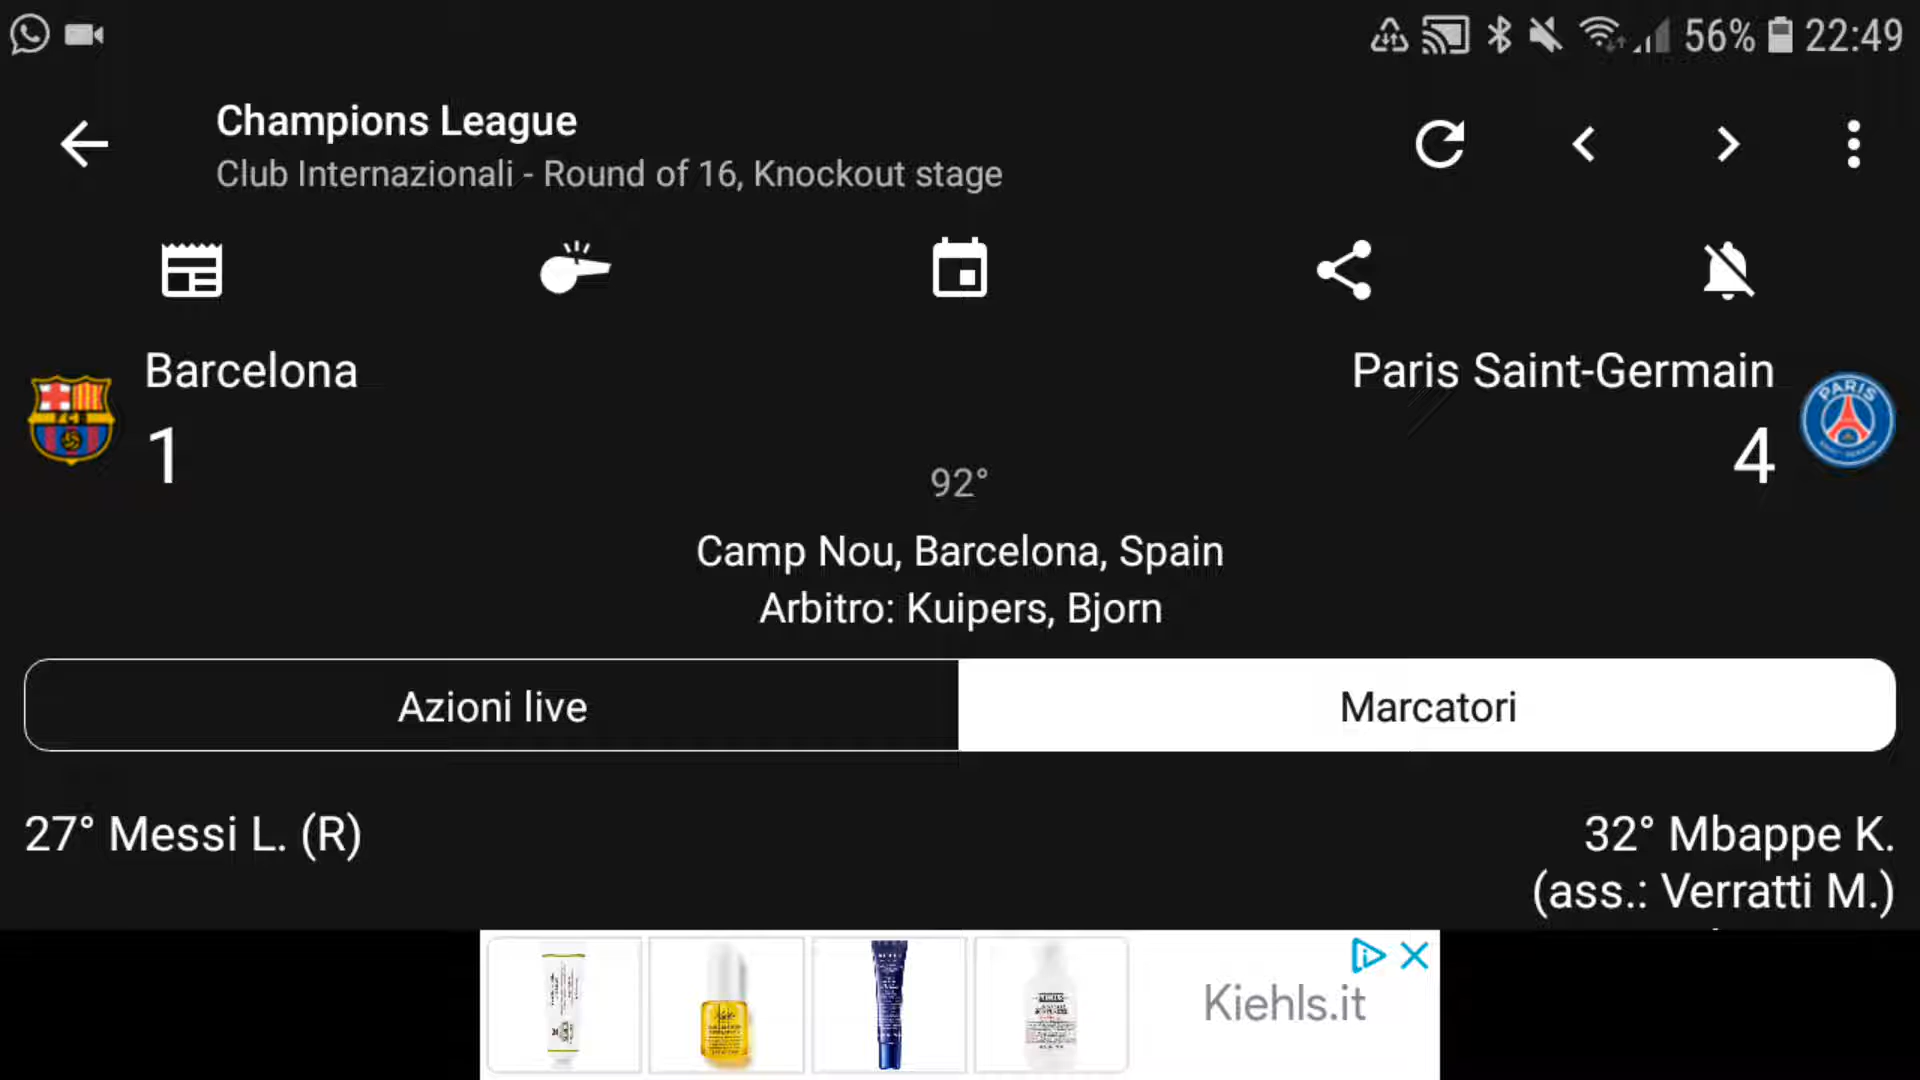 56% 22:49
Champions League
Club Internazionali - Round of 16, Knockout stage
Barcelona
Paris Saint-Germain
1
4
PARIS
92°
Camp Nou, Barcelona, Spain
Arbitro: Kuipers, Bjorn
Azioni live
Marcatori
27° Messi L. (R)
32° Mbappe K.
(ass.: Verratti M.)
Kiehls.it